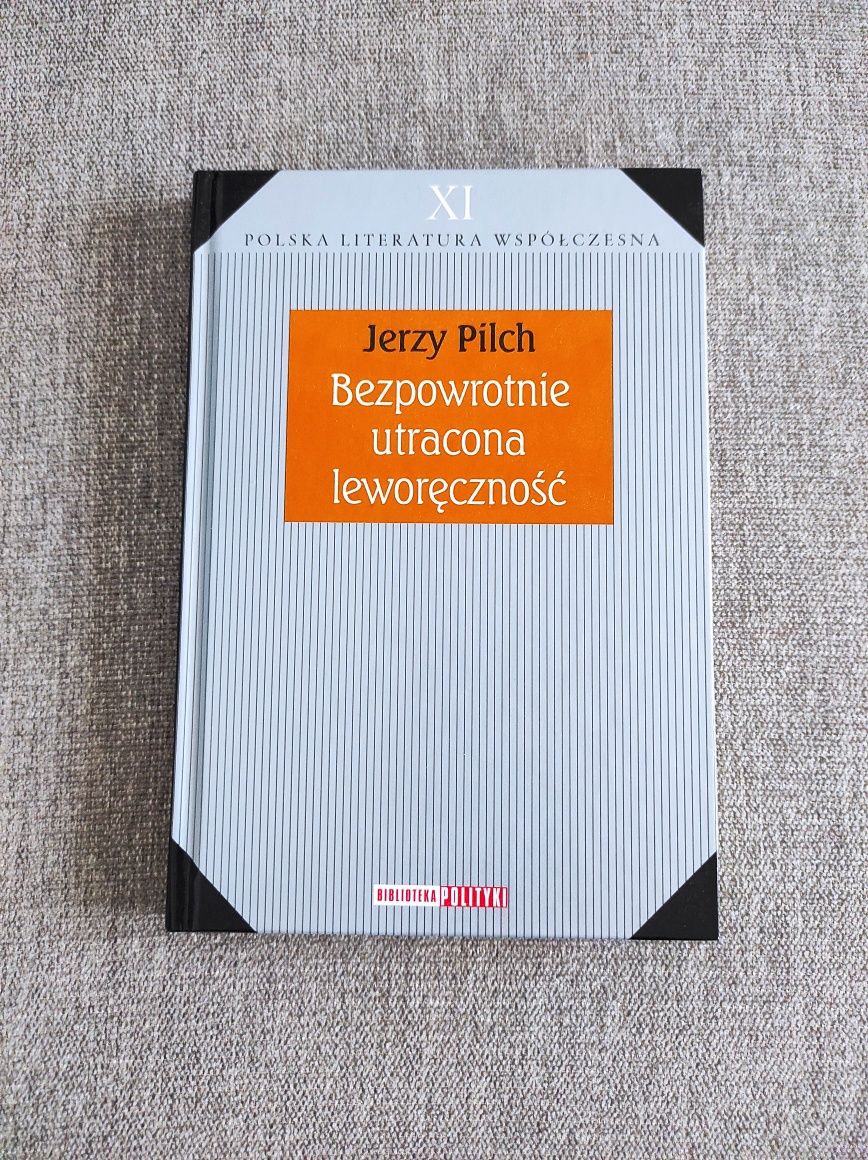 XI
POLSKA LITERATURA WSPÓŁCZESNA
Jerzy Pilch
Bezpowrotnie
utracona
leworęczność
BIBLIOTEKA POLITYKI